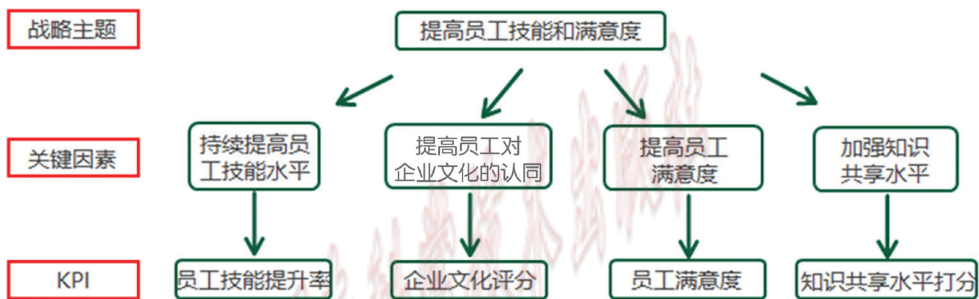 战略主题
提高员工技能和满意度
关键因素
持续提高员
工技能水平
提高员工对
企业文化的认同
提高员工
满意度
加强知识
共享水平
KPI
员工技能提升率
企业文化评分
员工满意度
知识共享水平打分